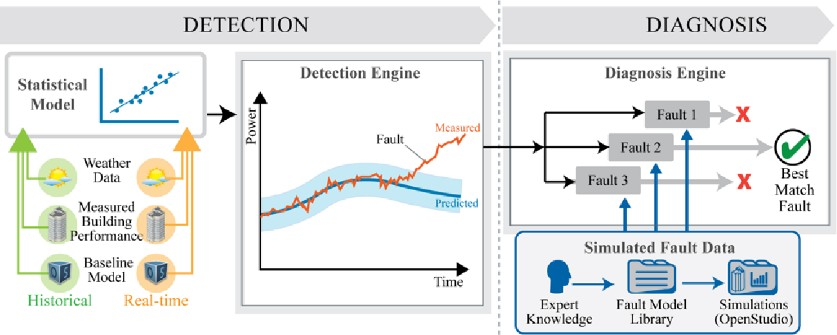 DETECTION
DIAGNOSIS
Statistical
Model
Weather
Data
Measured
Building
Performance
Baseline
Model
Historical
Real-time
Detection Engine
Power
Fault
Measured
Predicted
Time
Diagnosis Engine
Fault 1
X
Fault 2
Fault 3
X
Best
Match
Fault
Simulated Fault Data
Expert
Knowledge
Fault Model
Library
Simulations
(OpenStudio)